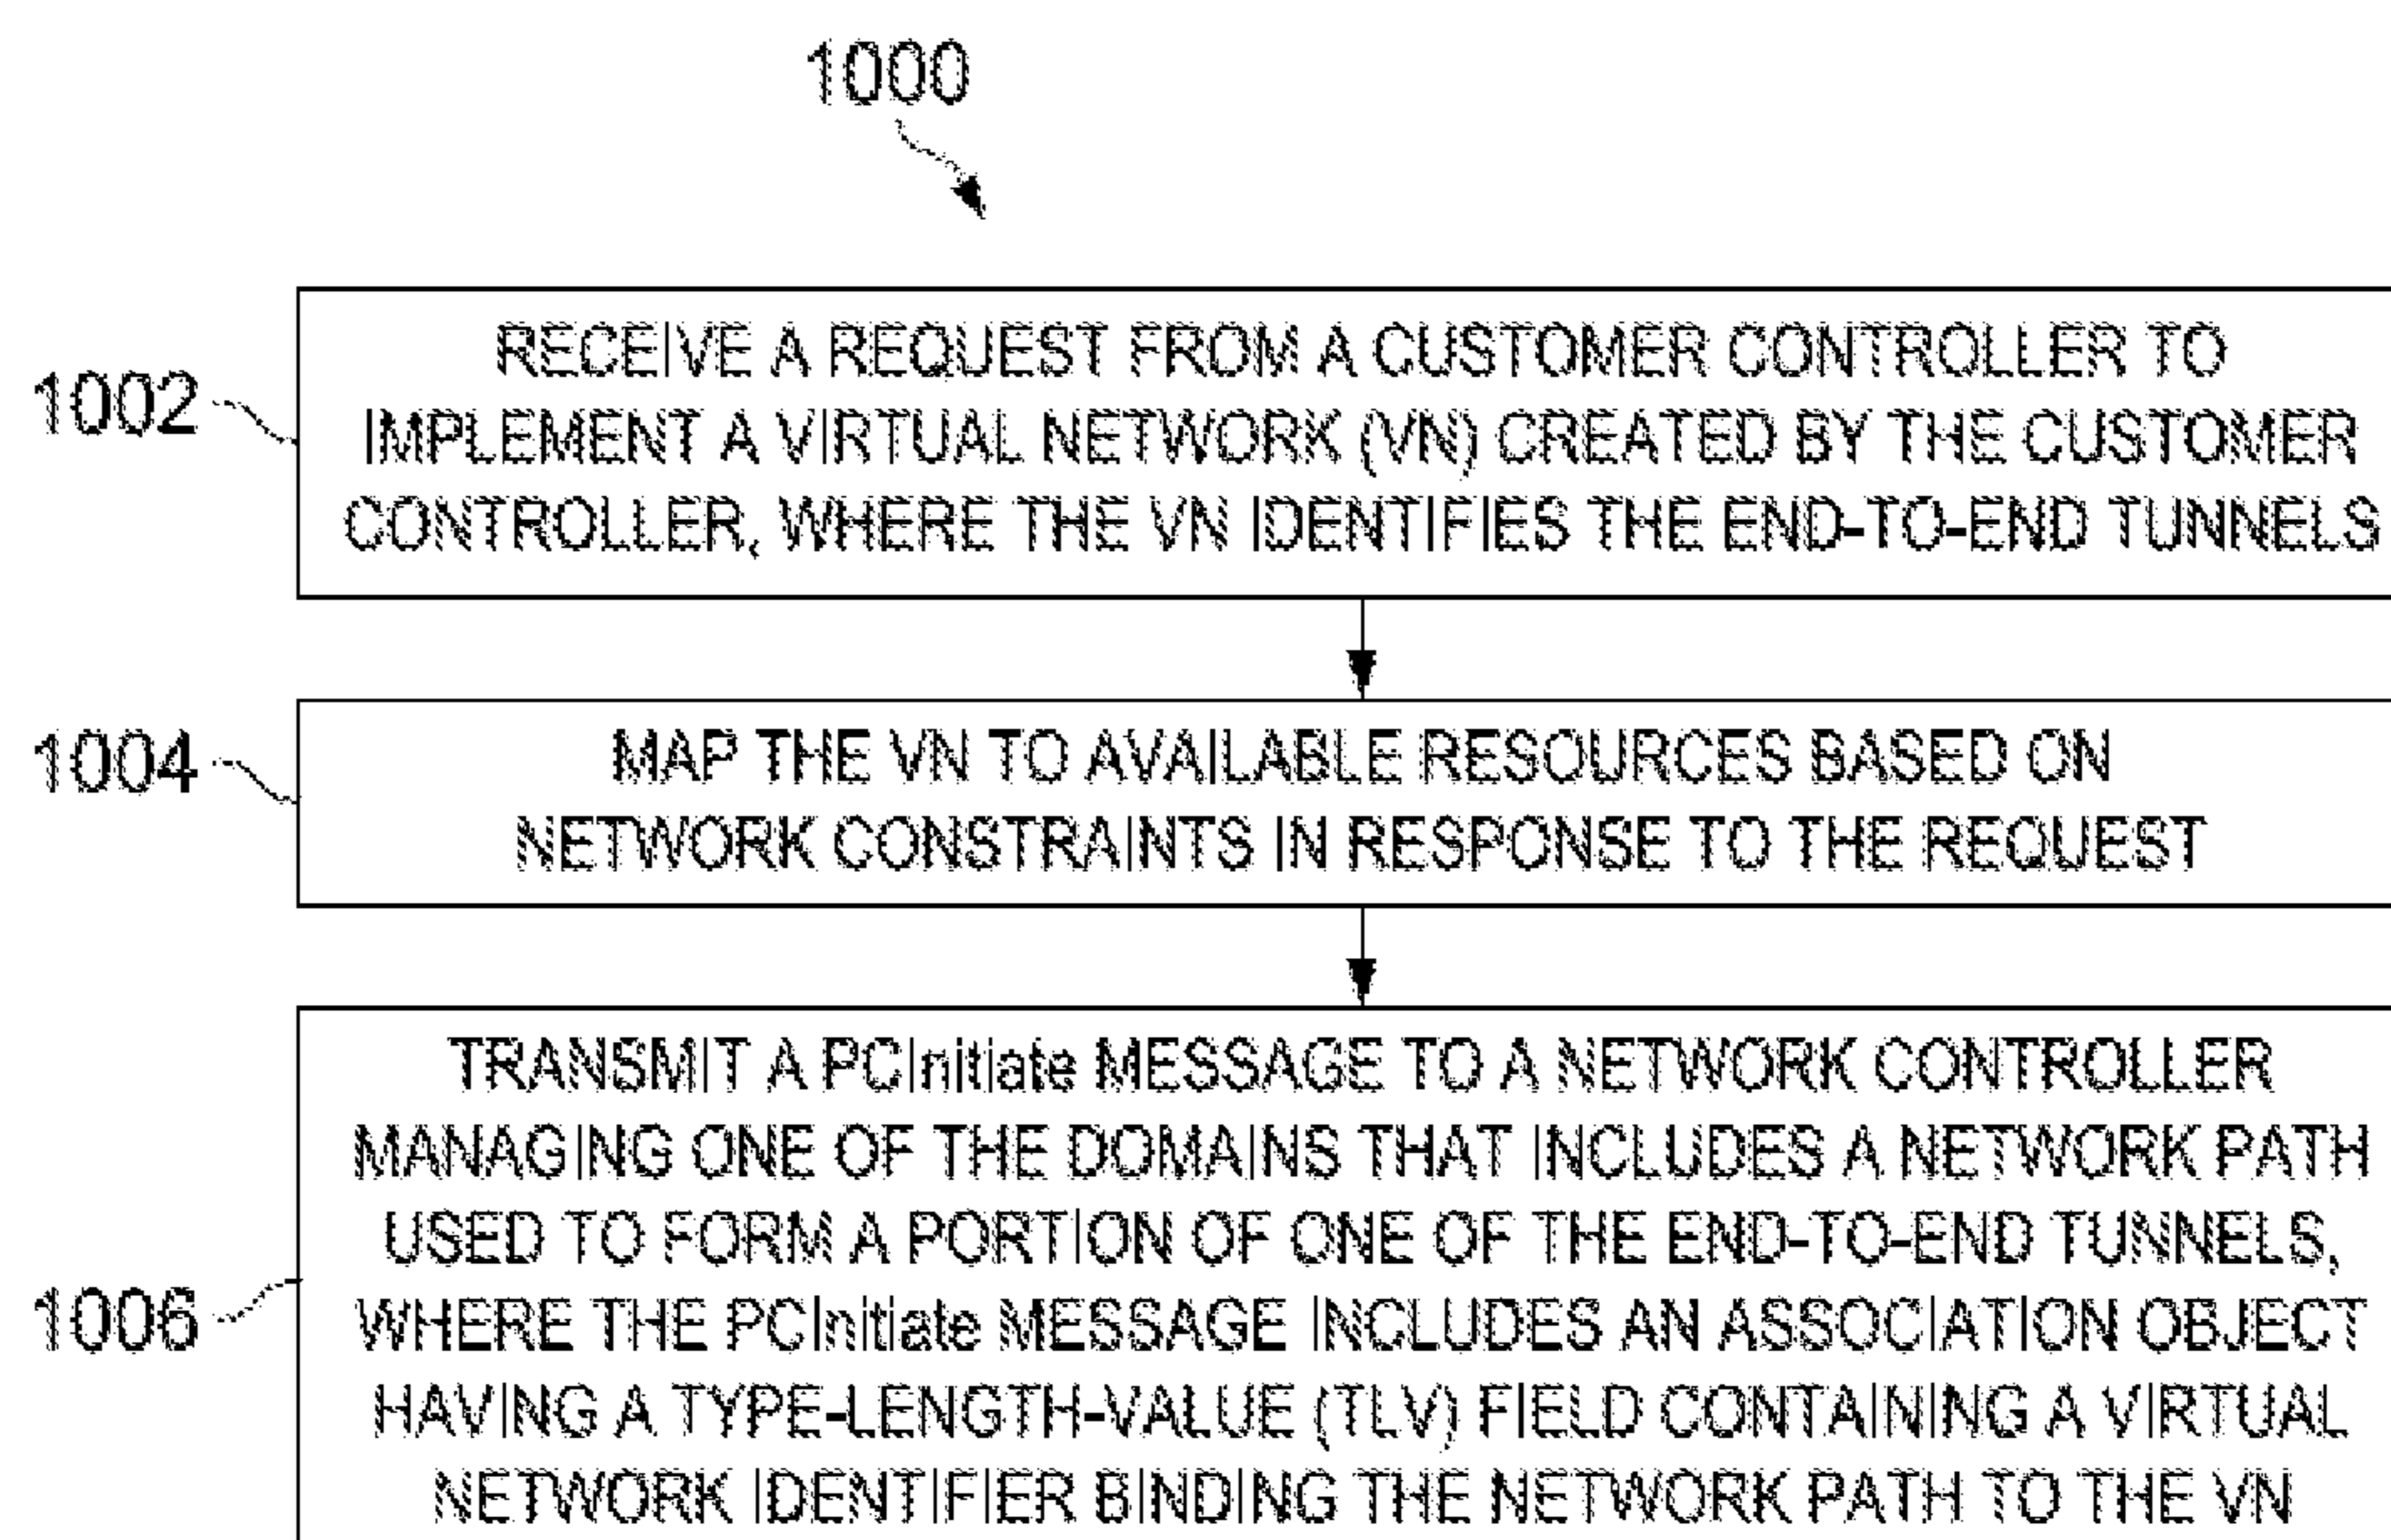 1000
1002
RECEIVE A REQUEST FROM A CUSTOMER CONTROLLER TO
IMPLEMENT A VIRTUAL NETWORK (VN) CREATED BY THE CUSTOMER
CONTROLLER, WHERE THE VN IDENTIFIES THE END-TO-END TUNNELS
1004
MAP THE VN TO AVAILABLE RESOURCES BASED ON
NETWORK CONSTRAINTS IN RESPONSE TO THE REQUEST
1006
TRANSMIT A PCInitiate MESSAGE TO A NETWORK CONTROLLER
MANAGING ONE OF THE DOMAINS THAT INCLUDES A NETWORK PATH
USED TO FORM A PORTION OF ONE OF THE END-TO-END TUNNELS,
WHERE THE PCInitiate MESSAGE INCLUDES AN ASSOCIATION OBJECT
HAVING A TYPE-LENGTH-VALUE (TLV) FIELD CONTAINING A VIRTUAL
NETWORK IDENTIFIER BINDING THE NETWORK PATH TO THE VN